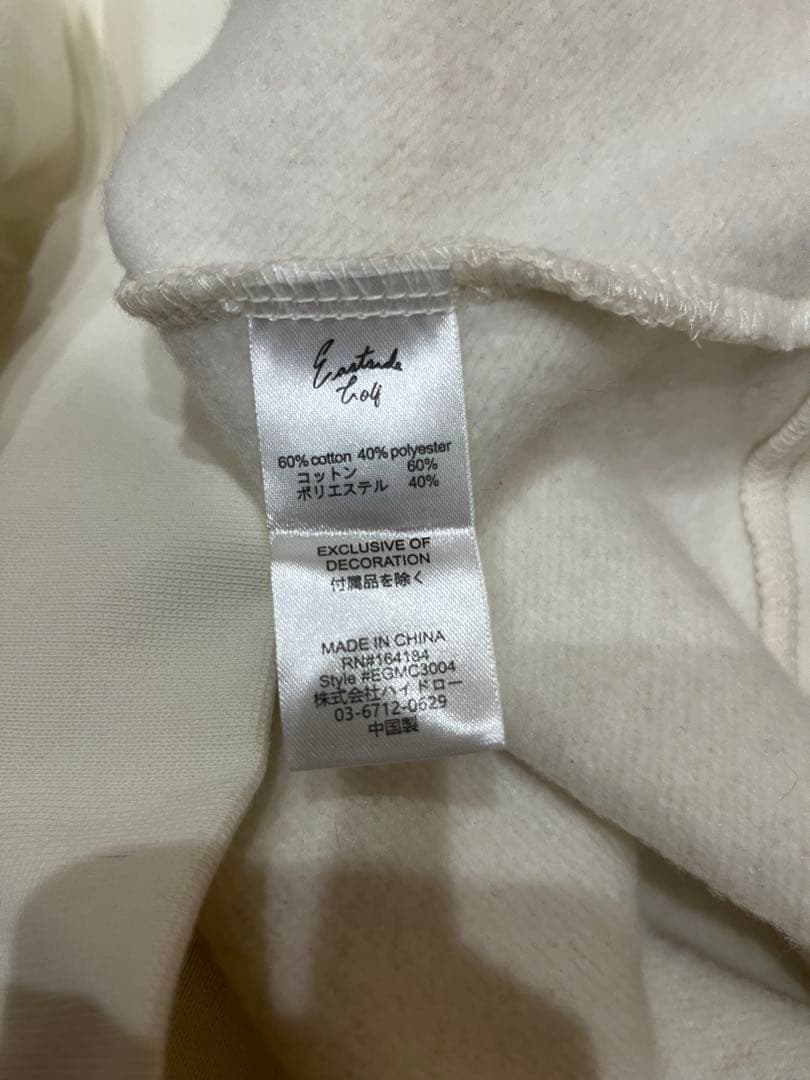 Eastside
Golf
60% cotton 40% polyester
コットン 60%
ポリエステル 40%
EXCLUSIVE OF
DECORATION
付属品を除く
MADE IN CHINA
RN#164184
Style #EGMC3004
株式会社ハイドロー
03-6712-0629
中国製